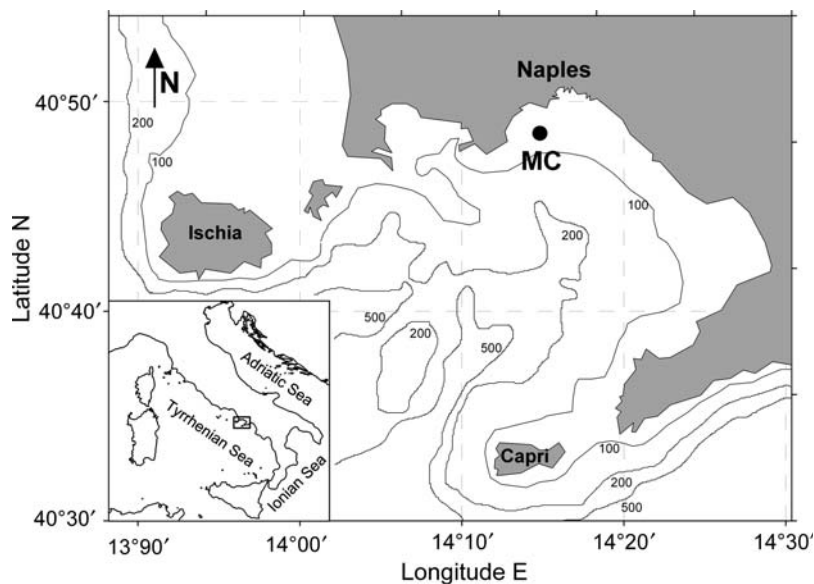 Naples
N
40°50′
200
MC
100
100
Ischia
200
Latitude N
40°40′
500
200
500
Adriatic Sea
Tyrrhenian Sea
Ionian Sea
Capri
100
200
500
40°30′
13°90′ 14°00′ 14°10′ 14°20′ 14°30′
Longitude E